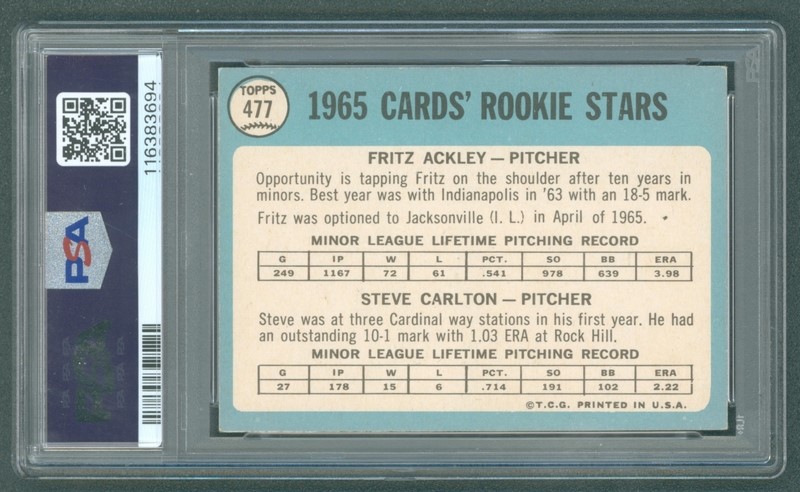 116383694
PSA
TOPPS
477
1965 CARDS' ROOKIE STARS
FRITZ ACKLEY — PITCHER
Opportunity is tapping Fritz on the shoulder after ten years in
minors. Best year was with Indianapolis in '63 with an 18-5 mark.
Fritz was optioned to Jacksonville (I. L.) in April of 1965.
MINOR LEAGUE LIFETIME PITCHING RECORD
G IP W L PCT. SO BB ERA
249 1167 72 61 .541 978 639 3.98
STEVE CARLTON — PITCHER
Steve was at three Cardinal way stations in his first year. He had
an outstanding 10-1 mark with 1.03 ERA at Rock Hill.
MINOR LEAGUE LIFETIME PITCHING RECORD
G IP W L PCT. SO BB ERA
27 178 15 6 .714 191 102 2.22
©T.C.G. PRINTED IN U.S.A.